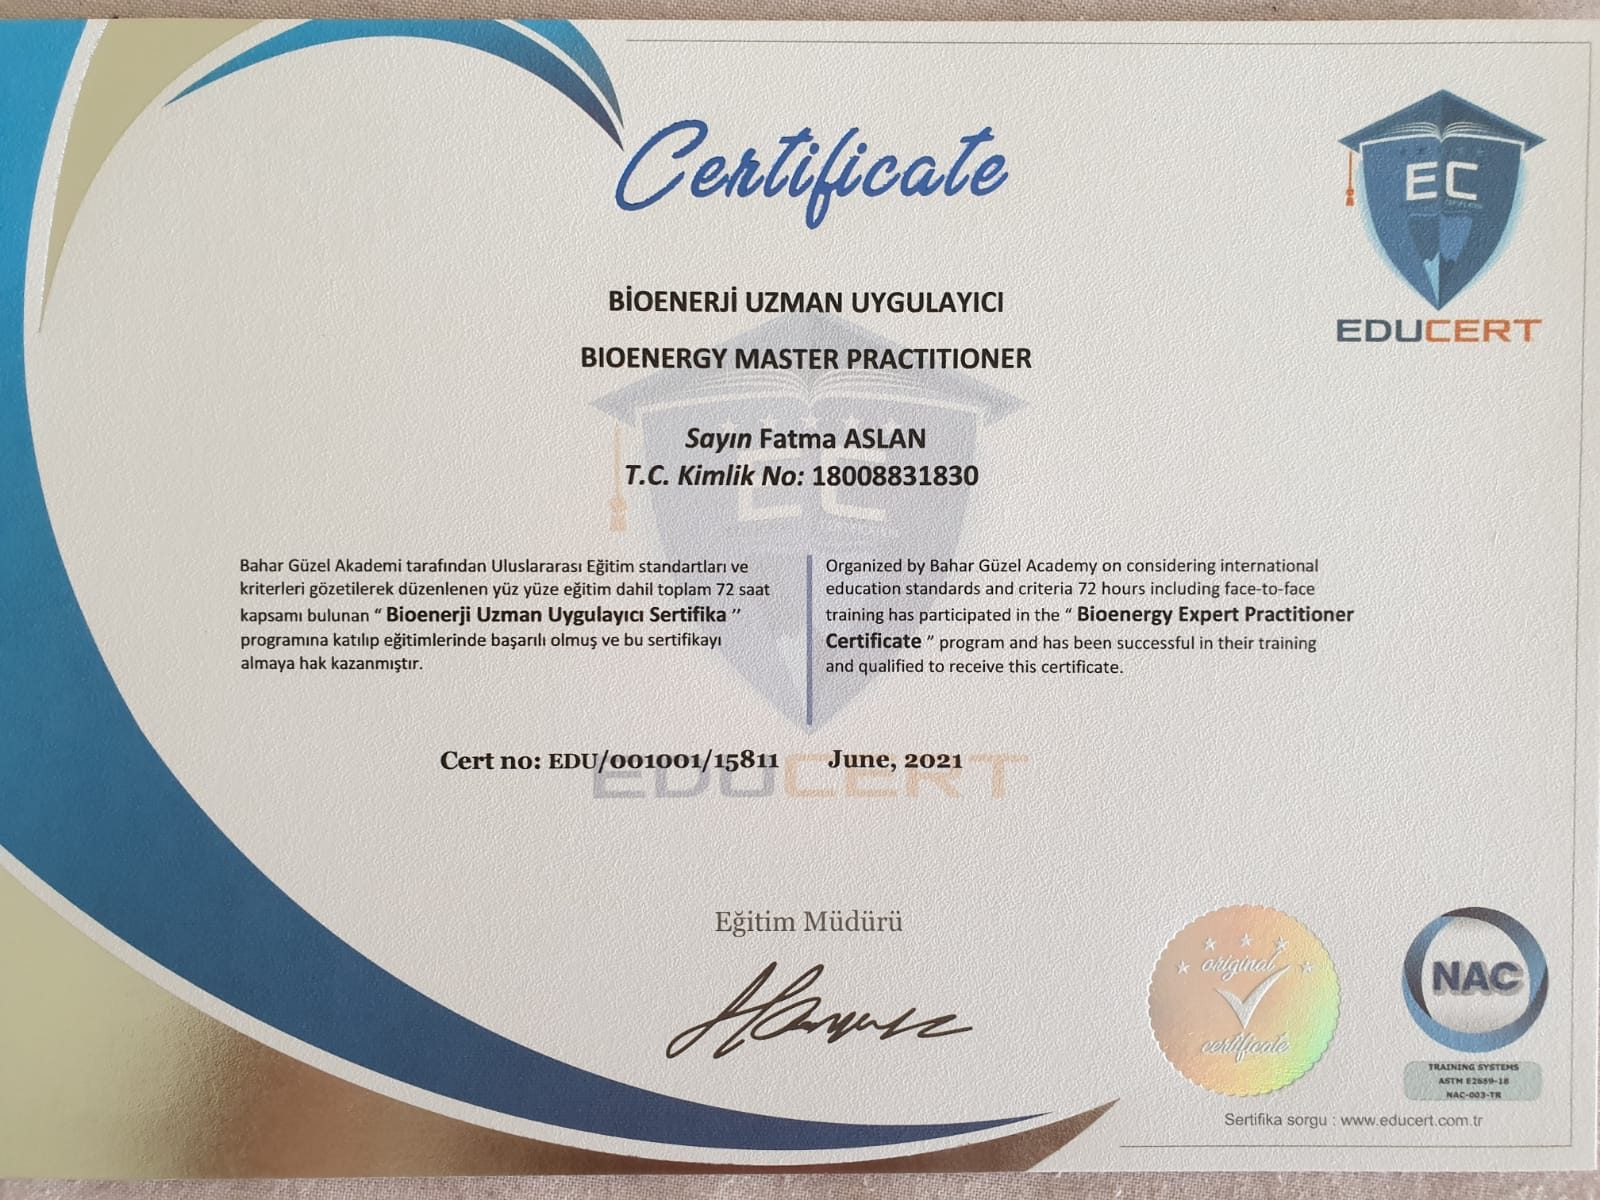 Certificate
EC
EDUCERT
BİOENERJİ UZMAN UYGULAYICI
BIOENERGY MASTER PRACTITIONER
Sayın Fatma ASLAN
T.C. Kimlik No: 18008831830
Bahar Güzel Akademi tarafından Uluslararası Eğitim standartları ve
kriterleri gözetilerek düzenlenen yüz yüze eğitim dahil toplam 72 saat
kapsamı bulunan “ Bioenerji Uzman Uygulayıcı Sertifika ’’
programına katılıp eğitimlerinde başarılı olmuş ve bu sertifikayı
almaya hak kazanmıştır.
Organized by Bahar Güzel Academy on considering international
education standards and criteria 72 hours including face-to-face
training has participated in the “ Bioenergy Expert Practitioner
Certificate ” program and has been successful in their training
and qualified to receive this certificate.
EC
EDUCERT
Cert no: EDU/001001/15811 June, 2021
Eğitim Müdürü
original
certificate
NAC
TRAINING SYSTEMS
ASTM E2659-18
NAC-003-TR
Sertifika sorgu : www.educert.com.tr